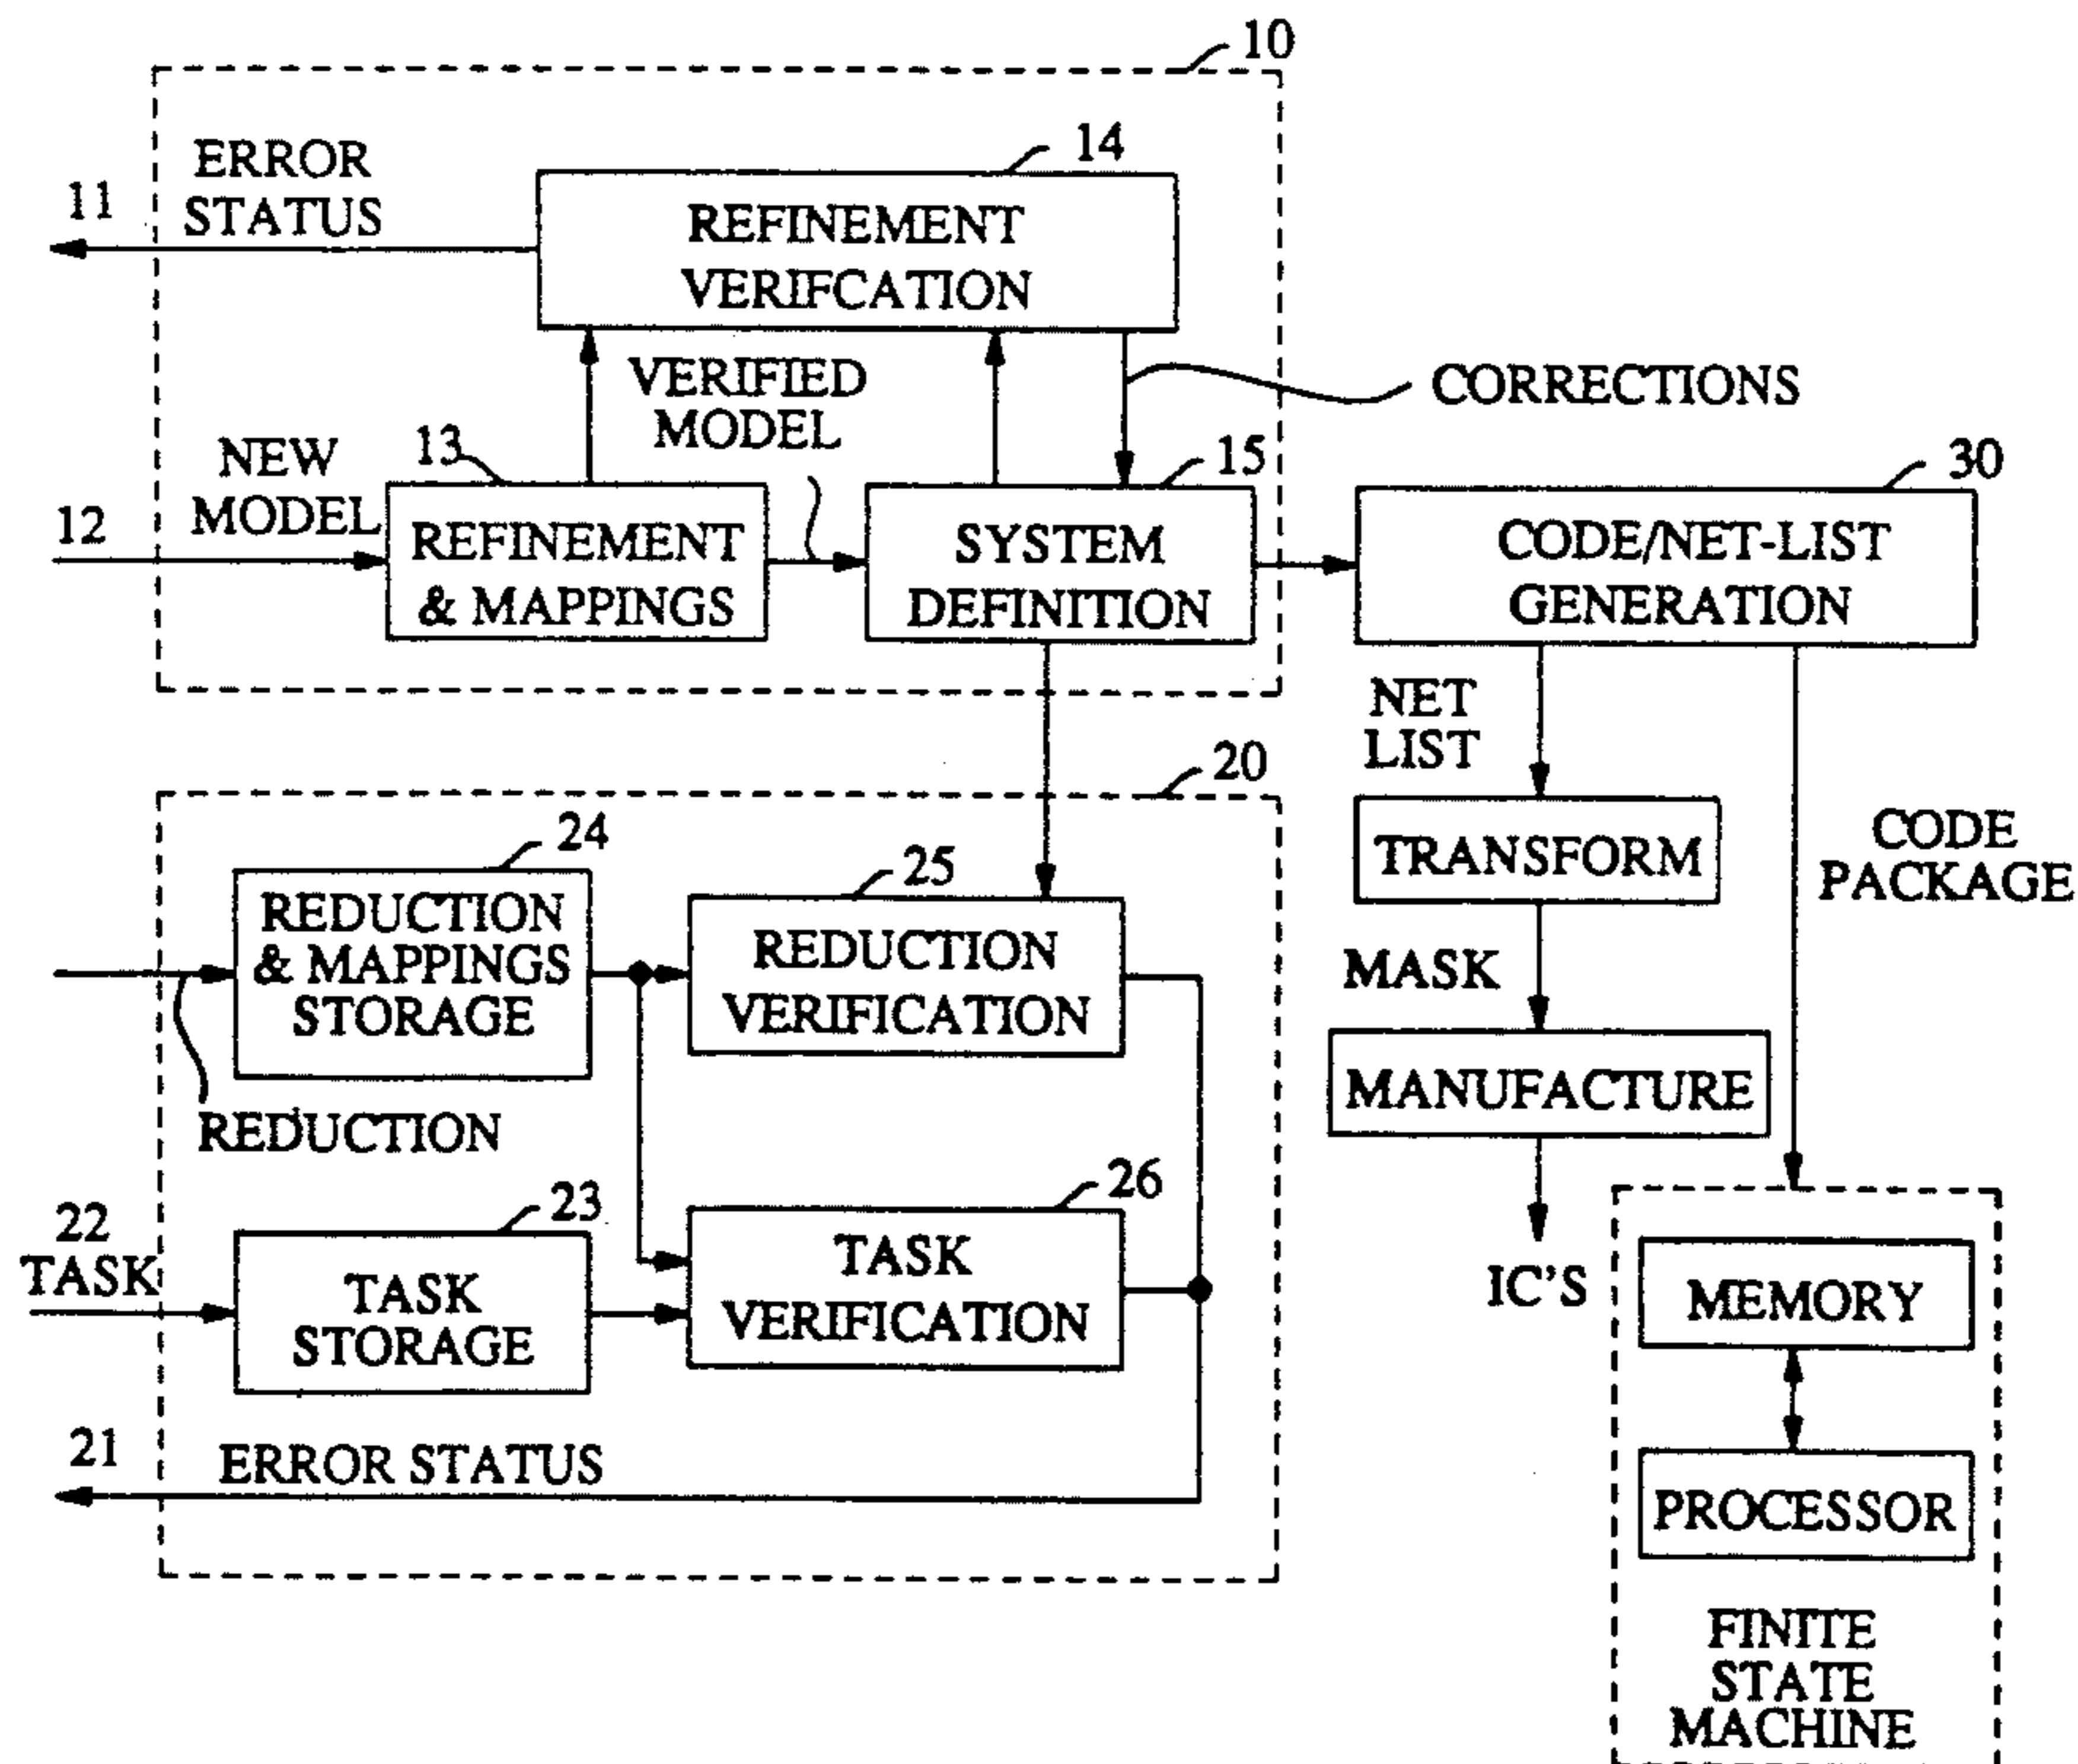 10
ERROR
STATUS
11
14
REFINEMENT
VERIFCATION
VERIFIED
MODEL
CORRECTIONS
NEW
MODEL
12
13
REFINEMENT
& MAPPINGS
15
SYSTEM
DEFINITION
30
CODE/NET-LIST
GENERATION
NET
LIST
TRANSFORM
CODE
PACKAGE
MASK
MANUFACTURE
IC'S
MEMORY
PROCESSOR
FINITE
STATE
MACHINE
20
24
REDUCTION
& MAPPINGS
STORAGE
25
REDUCTION
VERIFICATION
REDUCTION
22
TASK
23
TASK
STORAGE
26
TASK
VERIFICATION
21
ERROR STATUS